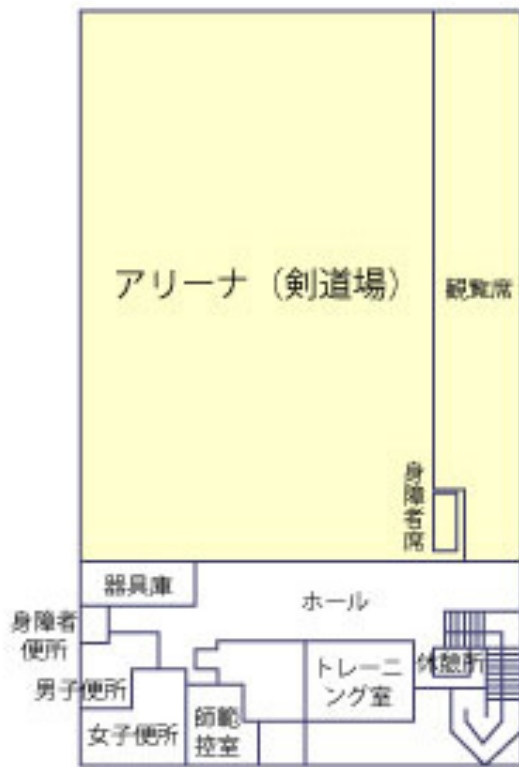 アリーナ（剣道場）
観覧席
身障者席
器具庫
ホール
身障者
便所
男子便所
女子便所
師範
控室
トレーニ
ング室
休憩所